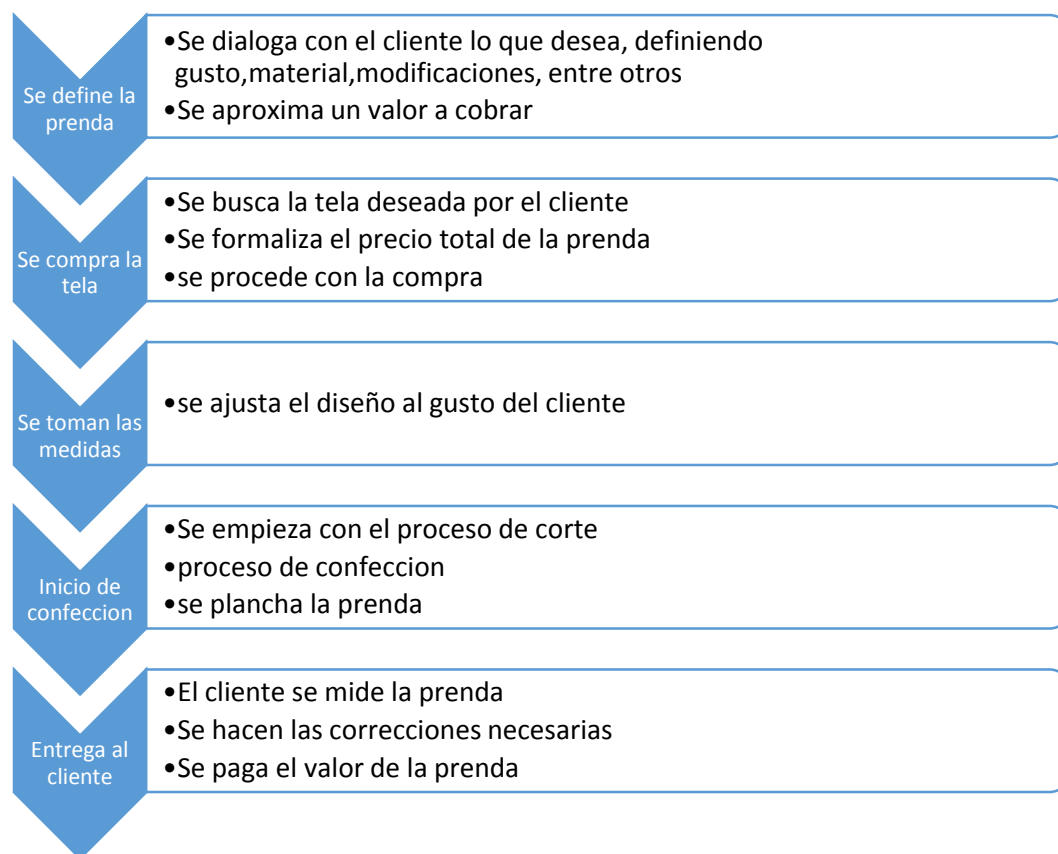 Se define la
prenda
•Se dialoga con el cliente lo que desea, definiendo
gusto,material,modificaciones, entre otros
•Se aproxima un valor a cobrar
Se compra la
tela
•Se busca la tela deseada por el cliente
•Se formaliza el precio total de la prenda
•se procede con la compra
Se toman las
medidas
•se ajusta el diseño al gusto del cliente
Inicio de
confeccion
•Se empieza con el proceso de corte
•proceso de confeccion
•se plancha la prenda
Entrega al
cliente
•El cliente se mide la prenda
•Se hacen las correcciones necesarias
•Se paga el valor de la prenda